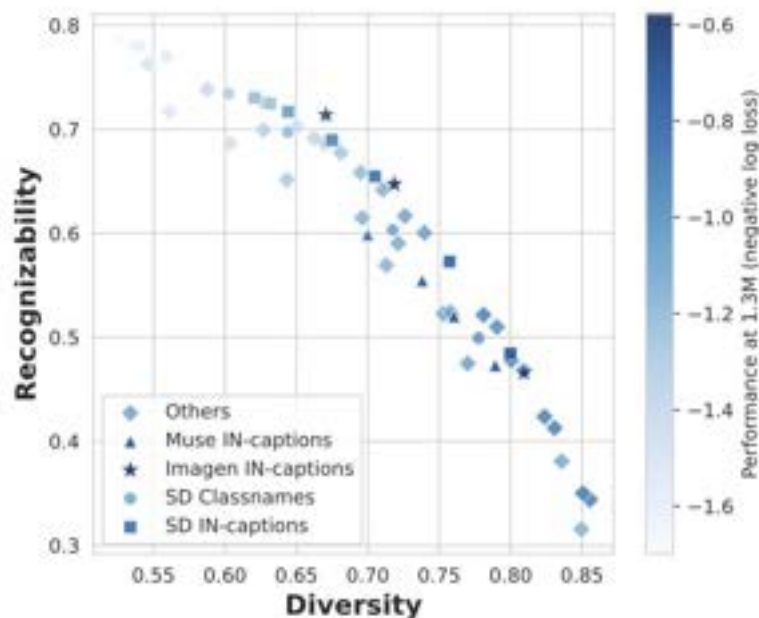 0.8
0.7
0.6
0.5
0.4
0.3
Recognizability
Others
Muse IN-captions
Imagen IN-captions
SD Classnames
SD IN-captions
0.55 0.60 0.65 0.70 0.75 0.80 0.85
Diversity
−0.6
−0.8
−1.0
−1.2
−1.4
−1.6
Performance at 1.3M (negative log loss)